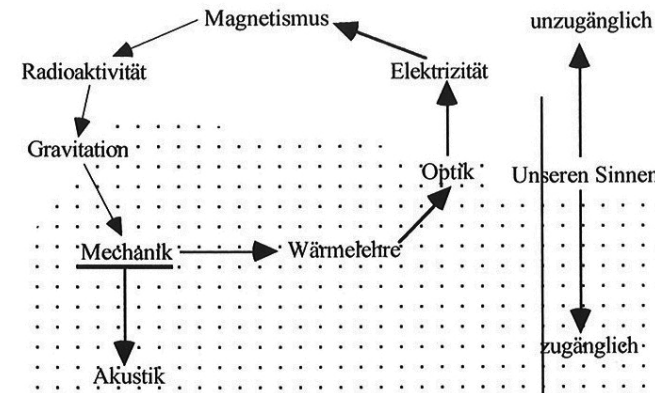 Magnetismus
unzugänglich
Radioaktivität
Elektrizität
Gravitation
Optik
Unseren Sinnen
Mechanik
Wärmelehre
zugänglich
Akustik